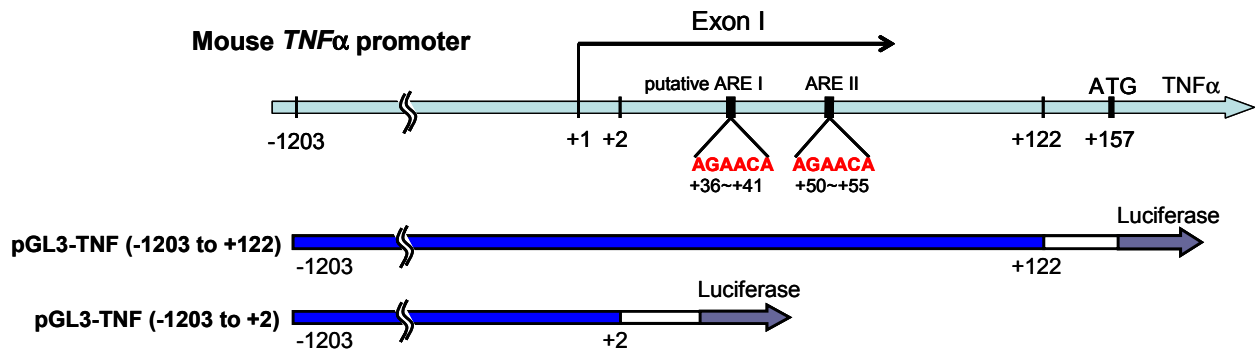 Exon I
Mouse TNFα promoter
putative ARE I
ARE II
ATG
TNFα
-1203
+1
+2
+122
+157
AGAACA
AGAACA
+36~+41
+50~+55
Luciferase
pGL3-TNF (-1203 to +122)
-1203
+122
Luciferase
pGL3-TNF (-1203 to +2)
-1203
+2